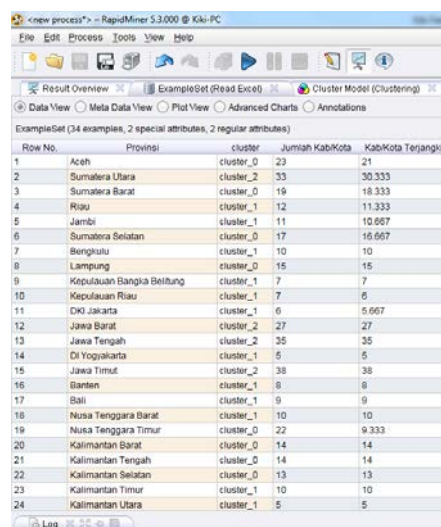 <new process*> – RapidMiner 5.3.000 @ Kiki-PC
File Edit Process Tools View Help
Result Overview ExampleSet (Read Excel) Cluster Model (Clustering)
Data View Meta Data View Plot View Advanced Charts Annotations
ExampleSet (34 examples, 2 special attributes, 2 regular attributes)
Row No. Provinsi cluster Jumlah Kab/Kota Kab/Kota Terjangki
1 Aceh cluster_0 23 21
2 Sumatera Utara cluster_2 33 30.333
3 Sumatera Barat cluster_0 19 18.333
4 Riau cluster_1 12 11.333
5 Jambi cluster_1 11 10.667
6 Sumatera Selatan cluster_0 17 16.667
7 Bengkulu cluster_1 10 10
8 Lampung cluster_0 15 15
9 Kepulauan Bangka Belitung cluster_1 7 7
10 Kepulauan Riau cluster_1 7 6
11 DKI Jakarta cluster_1 6 5.667
12 Jawa Barat cluster_2 27 27
13 Jawa Tengah cluster_2 35 35
14 DI Yogyakarta cluster_1 5 5
15 Jawa Timut cluster_2 38 38
16 Banten cluster_1 8 8
17 Bali cluster_1 9 9
18 Nusa Tenggara Barat cluster_1 10 10
19 Nusa Tenggara Timur cluster_0 22 9.333
20 Kalimantan Barat cluster_0 14 14
21 Kalimantan Tengah cluster_0 14 14
22 Kalimantan Selatan cluster_0 13 13
23 Kalimantan Timur cluster_1 10 10
24 Kalimantan Utara cluster_1 5 5
Log